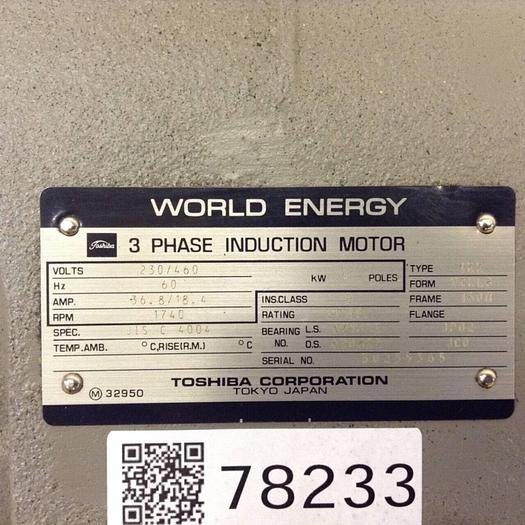 WORLD ENERGY
Toshiba 3 PHASE INDUCTION MOTOR
VOLTS 230/460 kW POLES TYPE
Hz 60 FORM
AMP. 36.8/18.4 INS.CLASS FRAME
RPM 1740 RATING FLANGE
SPEC. JIS C 4004 BEARING L.S.
TEMP.AMB. °C,RISE(R.M.) °C NO. O.S.
SERIAL NO.
TOSHIBA CORPORATION
TOKYO JAPAN
M 32950
78233